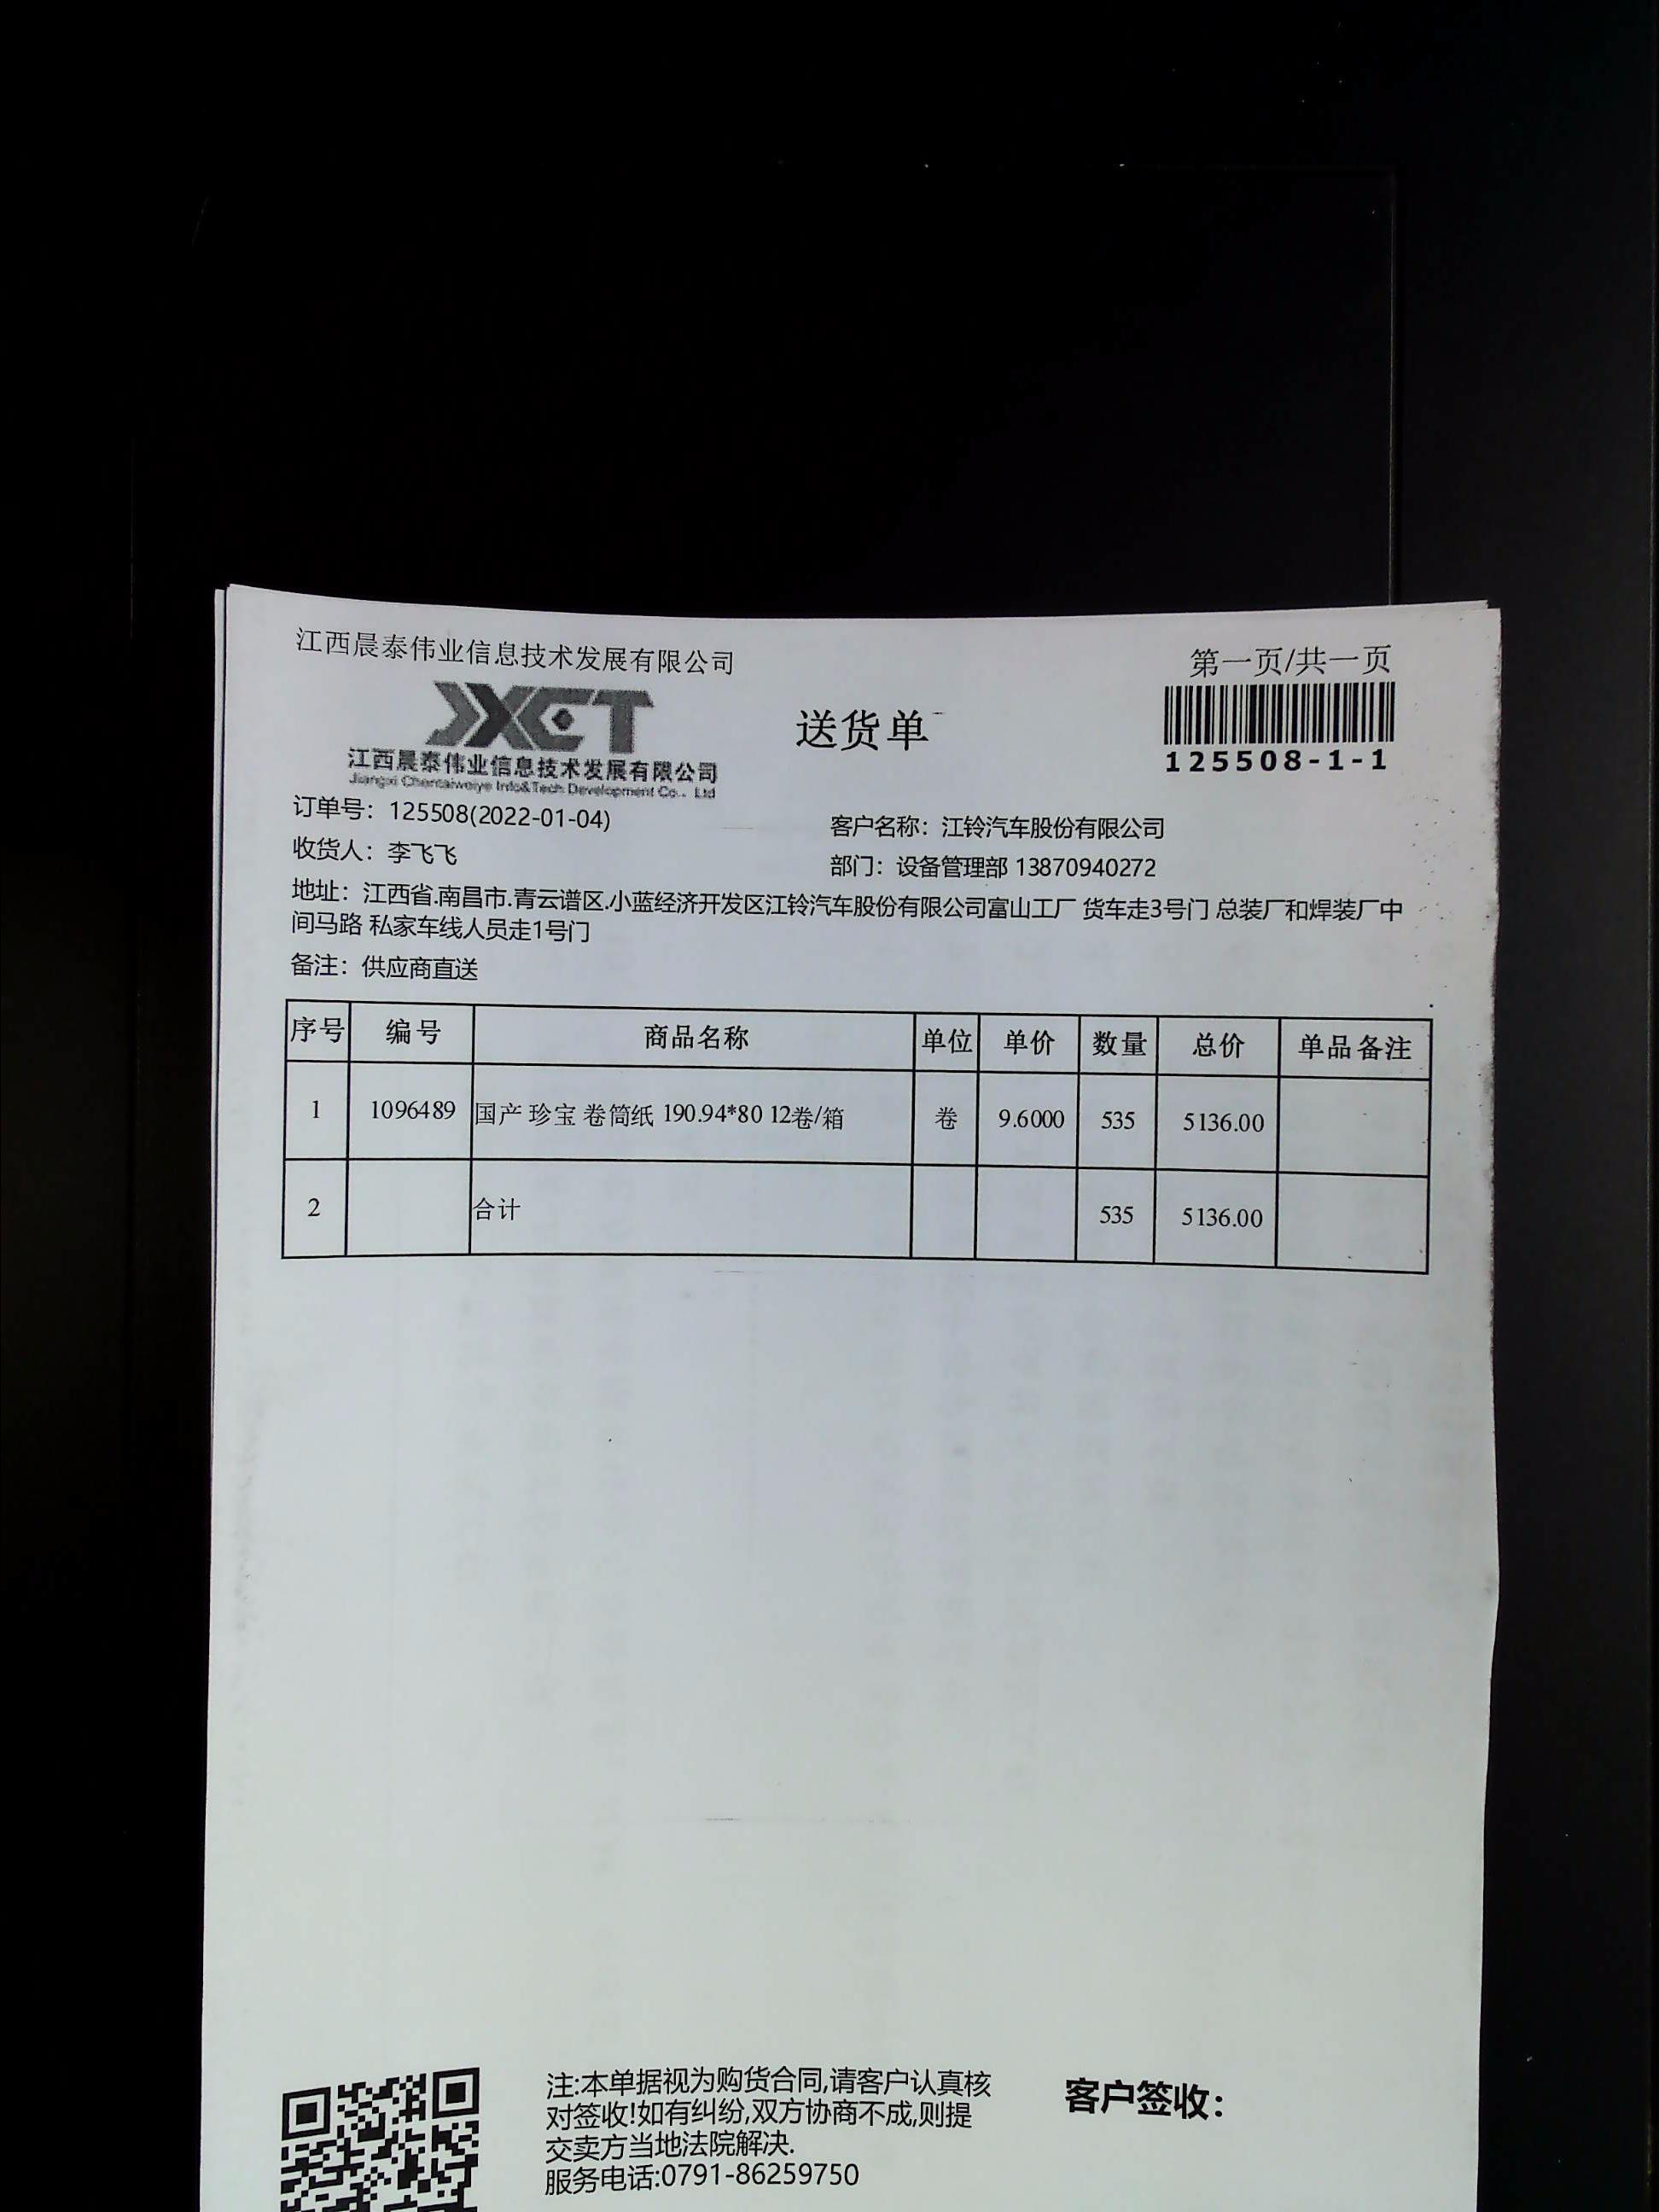 江西晨泰伟业信息技术发展有限公司
第一页/共一页
JXCT
送货单
江西晨泰伟业信息技术发展有限公司
Jiangxi Chentaiweiye Info&Tech Development Co., Ltd
125508-1-1
订单号：125508(2022-01-04)
客户名称：江铃汽车股份有限公司
收货人：李飞飞
部门：设备管理部 13870940272
地址：江西省.南昌市.青云谱区.小蓝经济开发区江铃汽车股份有限公司富山工厂 货车走3号门 总装厂和焊装厂中
间马路 私家车线人员走1号门
备注：供应商直送
序号 编号 商品名称 单位 单价 数量 总价 单品备注
1 1096489 国产 珍宝 卷筒纸 190.94*80 12卷/箱 卷 9.6000 535 5136.00
2 合计 535 5136.00
注:本单据视为购货合同,请客户认真核
对签收!如有纠纷,双方协商不成,则提
交卖方当地法院解决.
服务电话:0791-86259750
客户签收：